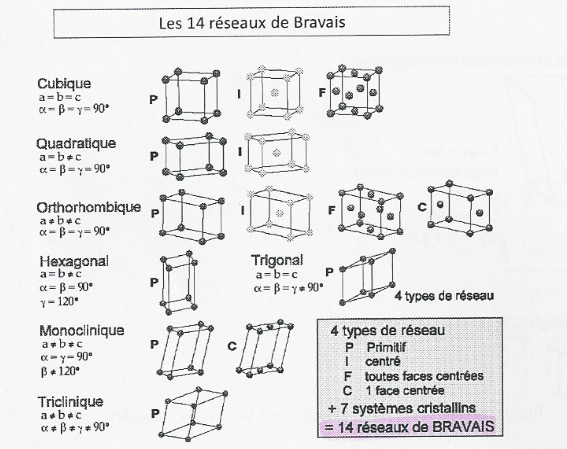 Les 14 réseaux de Bravais
Cubique
a = b = c
α = β = γ = 90°
P
I
F
Quadratique
a = b ≠ c
α = β = γ = 90°
P
I
Orthorhombique
a ≠ b ≠ c
α = β = γ = 90°
P
I
F
C
Hexagonal
a = b ≠ c
α = β = 90°
γ = 120°
P
Trigonal
a = b = c
α = β = γ ≠ 90°
P
4 types de réseau
Monoclinique
a ≠ b ≠ c
α = γ = 90°
β ≠ 120°
P
C
Triclinique
a ≠ b ≠ c
α ≠ β ≠ γ ≠ 90°
P
4 types de réseau
P Primitif
I centré
F toutes faces centrées
C 1 face centrée
+ 7 systèmes cristallins
= 14 réseaux de BRAVAIS